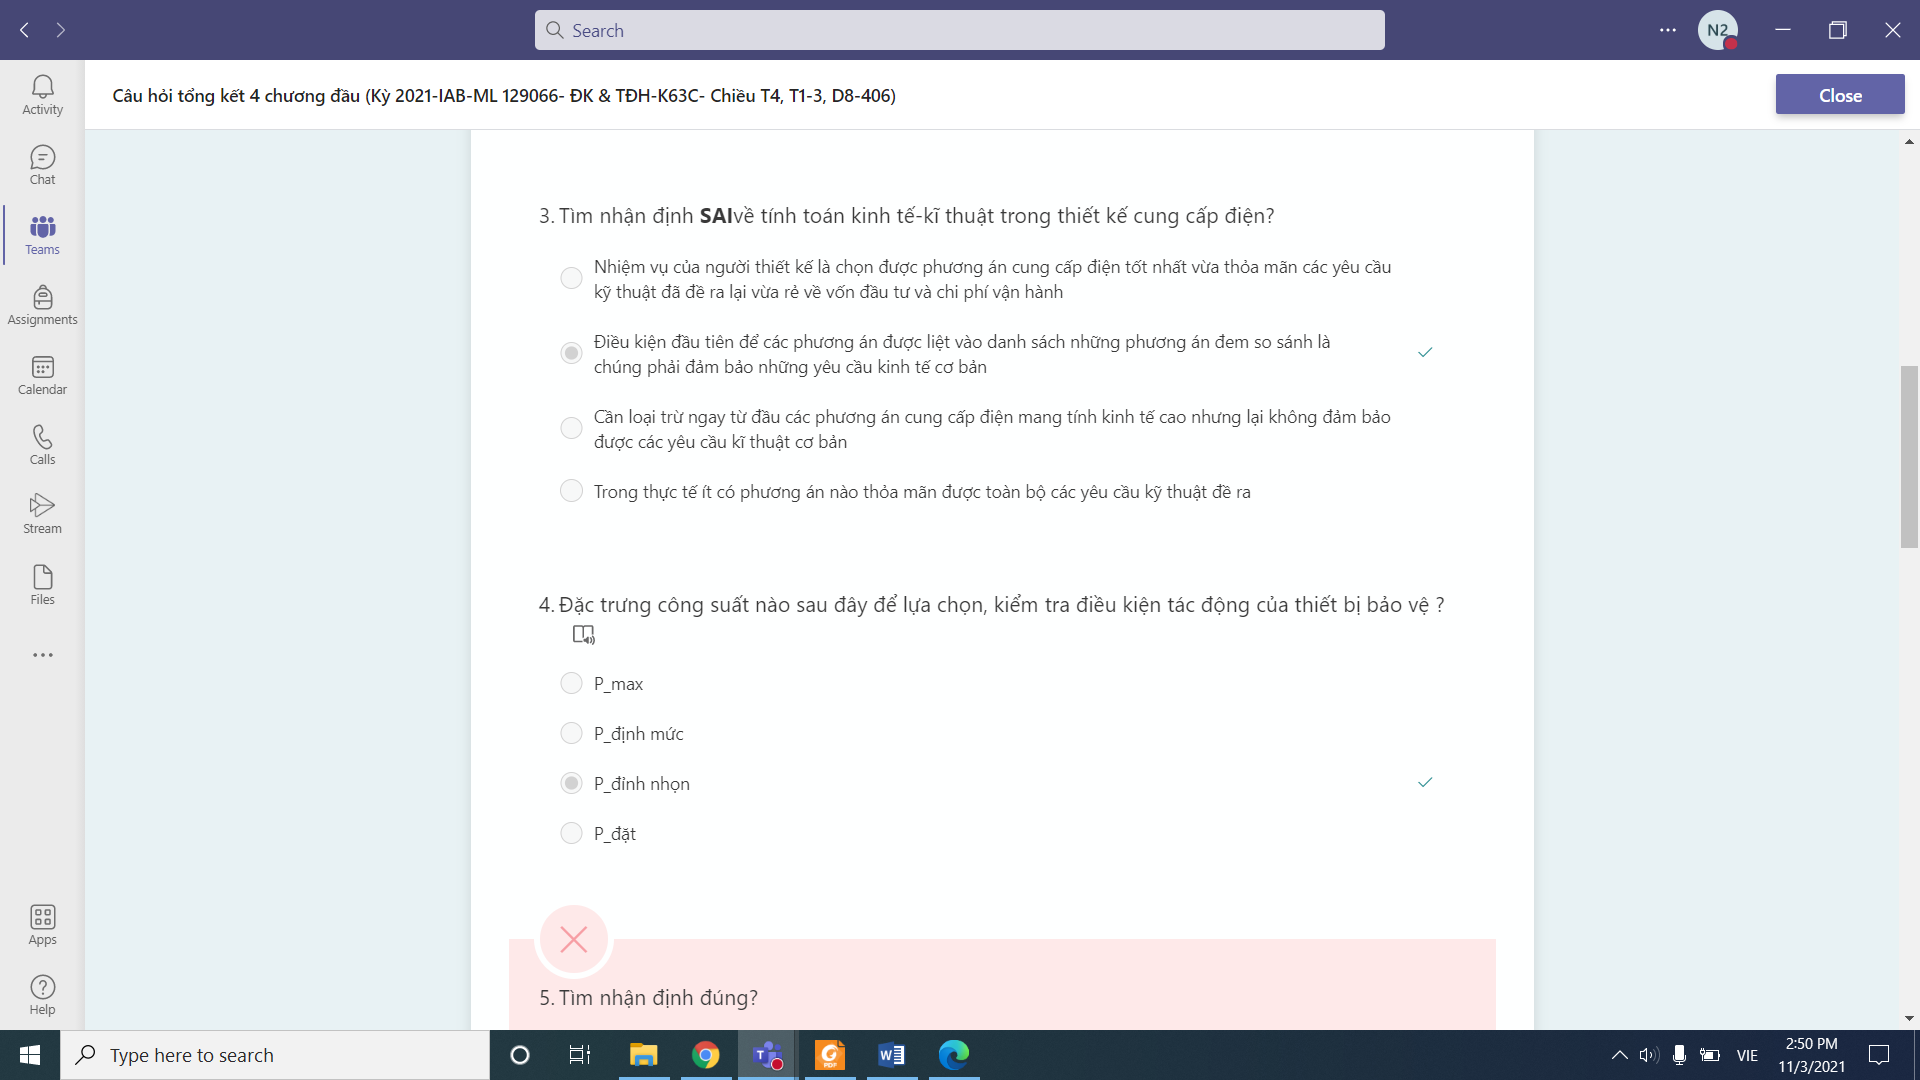 Search
N2
Activity
Chat
Teams
Assignments
Calendar
Calls
Stream
Files
Apps
Help
Câu hỏi tổng kết 4 chương đầu (Kỳ 2021-IAB-ML 129066- ĐK & TĐH-K63C- Chiều T4, T1-3, D8-406)
Close
3. Tìm nhận định SAIvề tính toán kinh tế-kĩ thuật trong thiết kế cung cấp điện?
Nhiệm vụ của người thiết kế là chọn được phương án cung cấp điện tốt nhất vừa thỏa mãn các yêu cầu
kỹ thuật đã đề ra lại vừa rẻ về vốn đầu tư và chi phí vận hành
Điều kiện đầu tiên để các phương án được liệt vào danh sách những phương án đem so sánh là
chúng phải đảm bảo những yêu cầu kinh tế cơ bản
Cần loại trừ ngay từ đầu các phương án cung cấp điện mang tính kinh tế cao nhưng lại không đảm bảo
được các yêu cầu kĩ thuật cơ bản
Trong thực tế ít có phương án nào thỏa mãn được toàn bộ các yêu cầu kỹ thuật đề ra
4. Đặc trưng công suất nào sau đây để lựa chọn, kiểm tra điều kiện tác động của thiết bị bảo vệ ?
P_max
P_định mức
P_đỉnh nhọn
P_đặt
5. Tìm nhận định đúng?
Type here to search
VIE
2:50 PM
11/3/2021